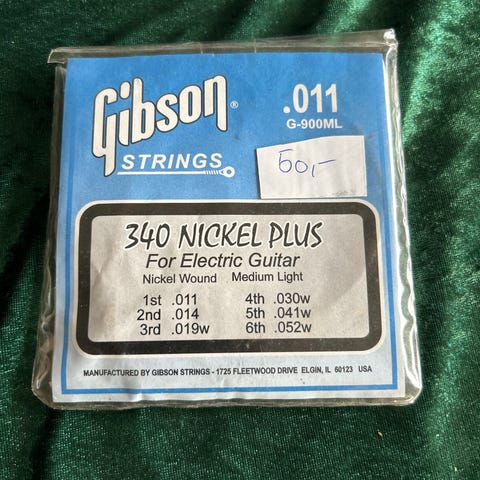 Gibson®
STRINGS
.011
G-900ML
50,-
340 NICKEL PLUS
For Electric Guitar
Nickel Wound Medium Light
1st .011 4th .030w
2nd .014 5th .041w
3rd .019w 6th .052w
MANUFACTURED BY GIBSON STRINGS - 1725 FLEETWOOD DRIVE ELGIN, IL 60123 USA